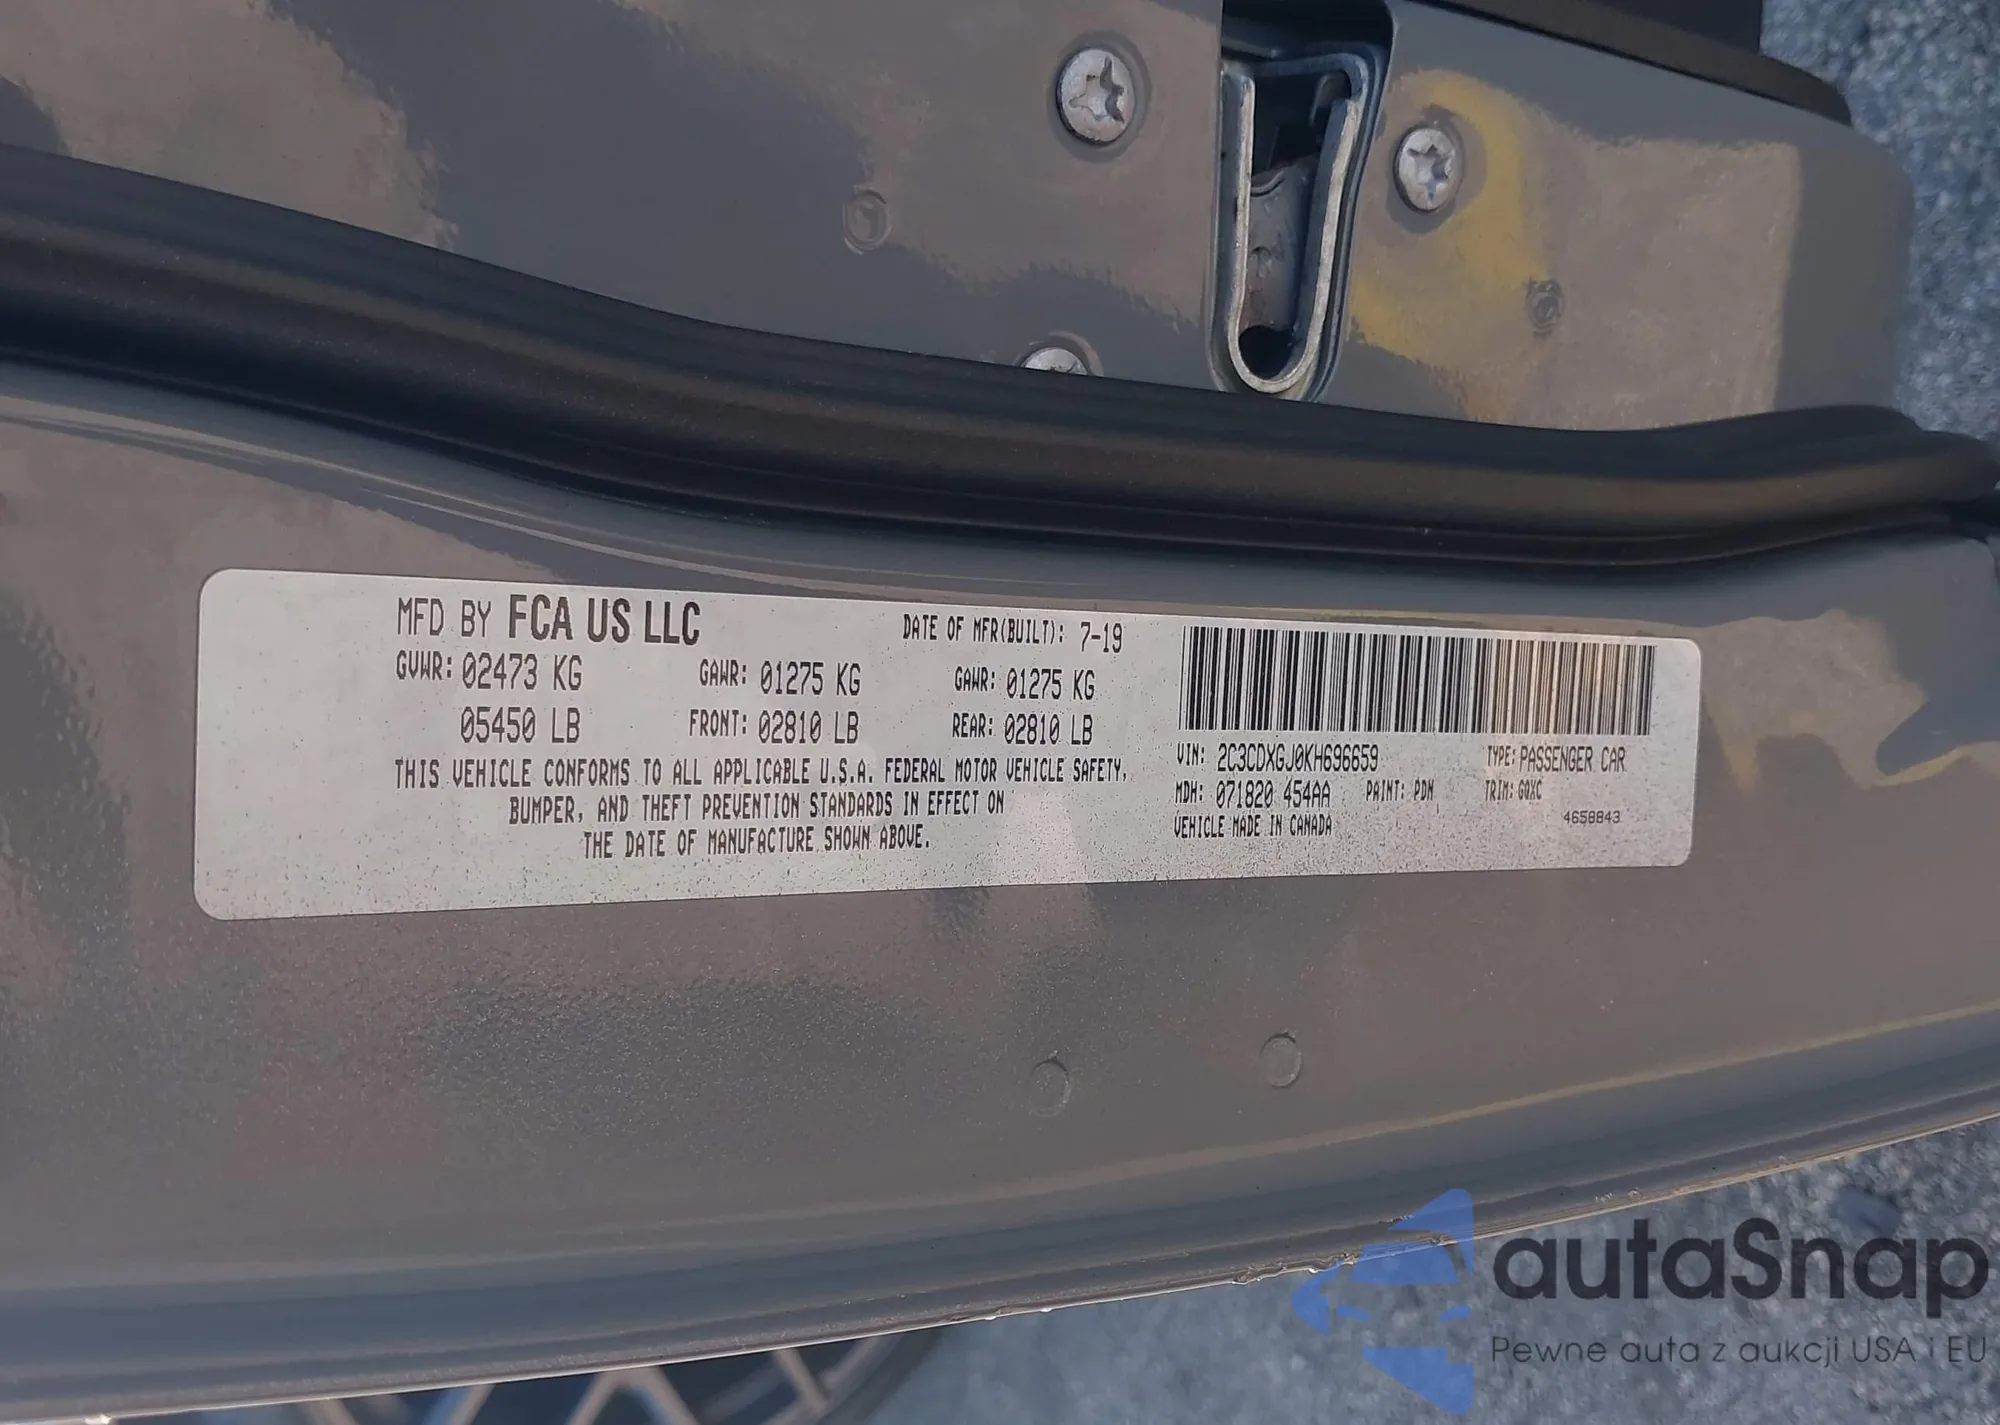 MFD BY FCA US LLC
DATE OF MFR(BUILT): 7-19
GVWR: 02473 KG GAWR: 01275 KG GAWR: 01275 KG
05450 LB FRONT: 02810 LB REAR: 02810 LB
THIS VEHICLE CONFORMS TO ALL APPLICABLE U.S.A. FEDERAL MOTOR VEHICLE SAFETY,
BUMPER, AND THEFT PREVENTION STANDARDS IN EFFECT ON
THE DATE OF MANUFACTURE SHOWN ABOVE.
VIN: 2C3CDXGJ0KH696659 TYPE: PASSENGER CAR
MDH: 071820 454AA PAINT: PDN TRIM: GQXC
VEHICLE MADE IN CANADA 4658843
autaSnap
Pewne auta z aukcji USA i EU